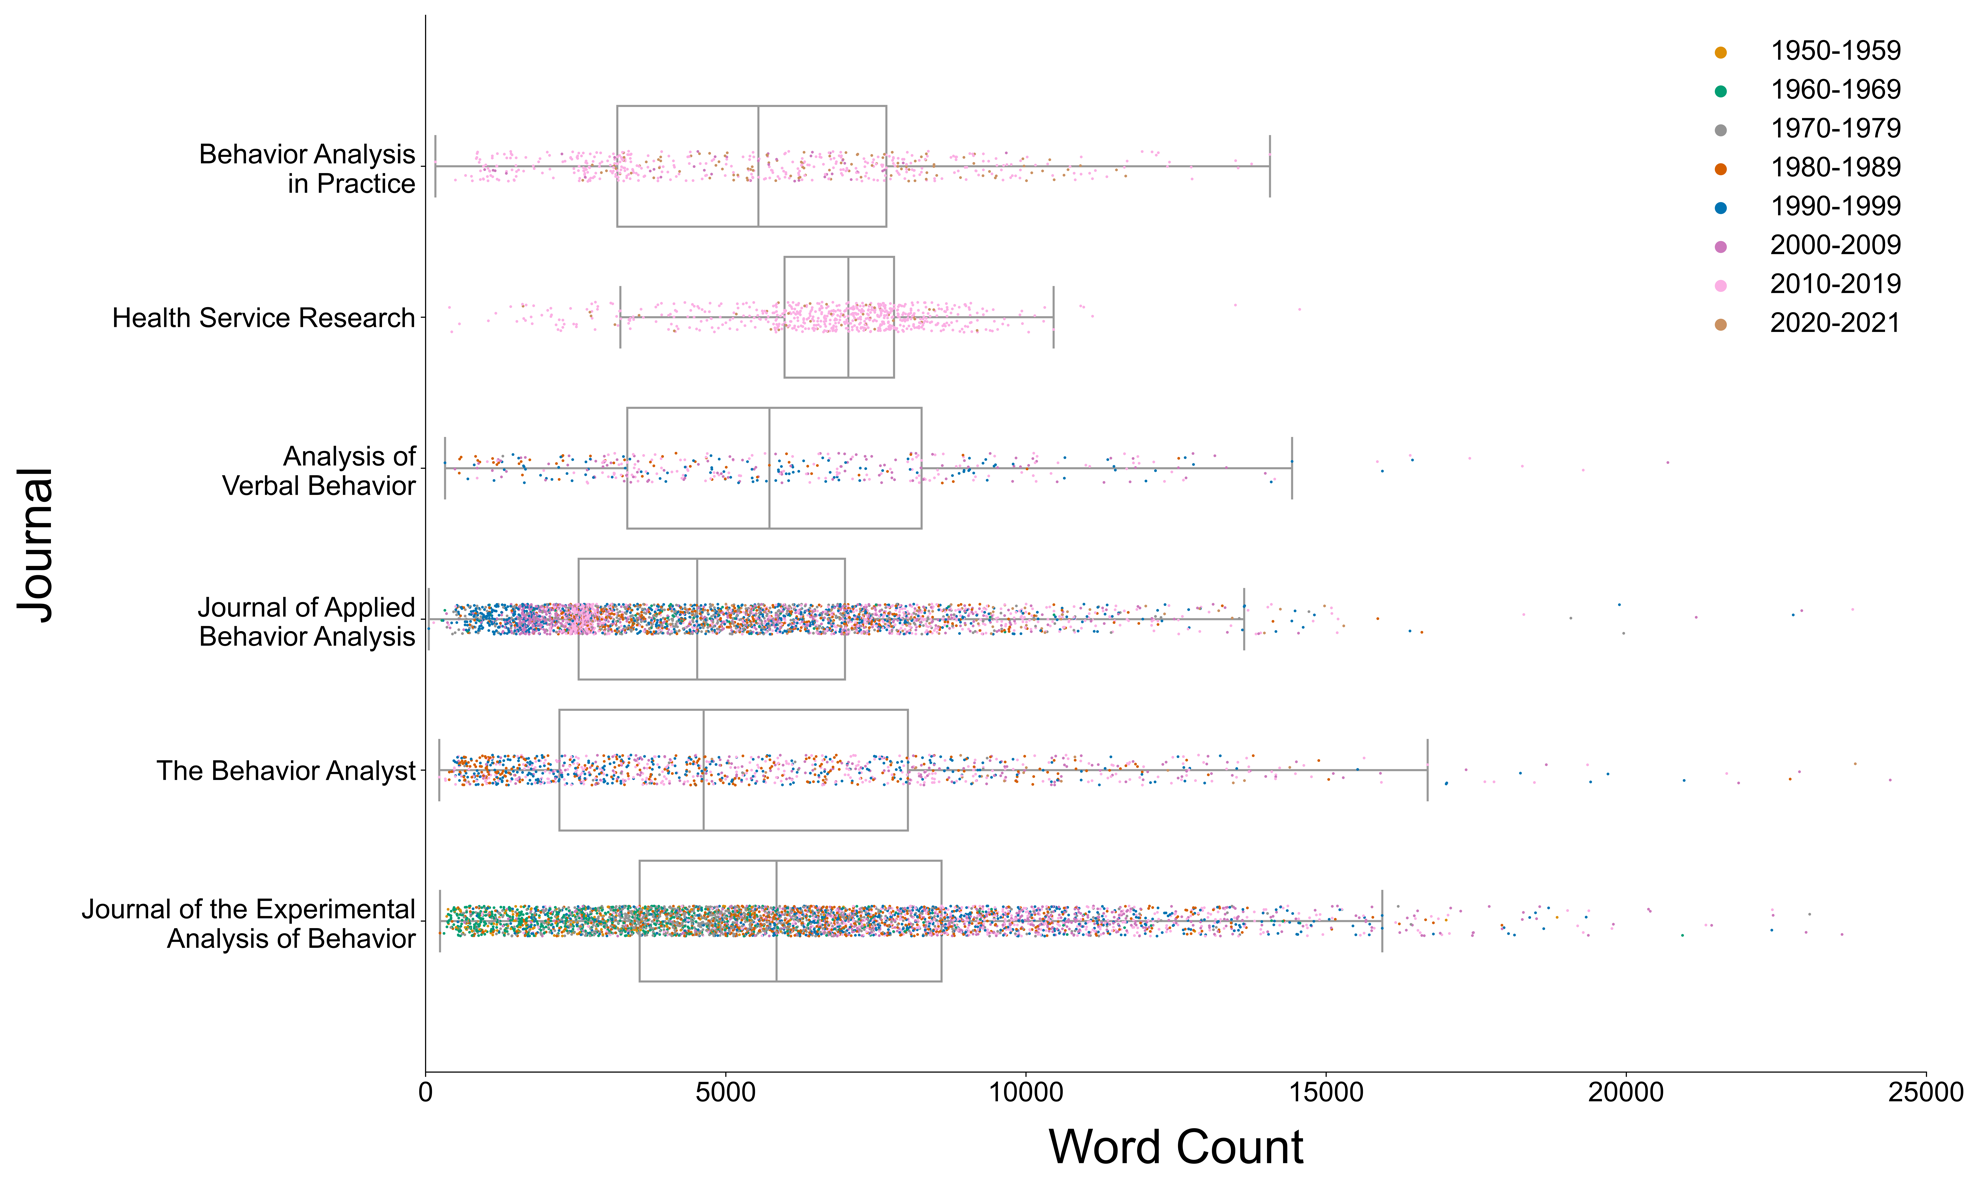 1950-1959
1960-1969
1970-1979
1980-1989
1990-1999
2000-2009
2010-2019
2020-2021
Journal
Behavior Analysis
in Practice
Health Service Research
Analysis of
Verbal Behavior
Journal of Applied
Behavior Analysis
The Behavior Analyst
Journal of the Experimental
Analysis of Behavior
0 5000 10000 15000 20000 25000
Word Count